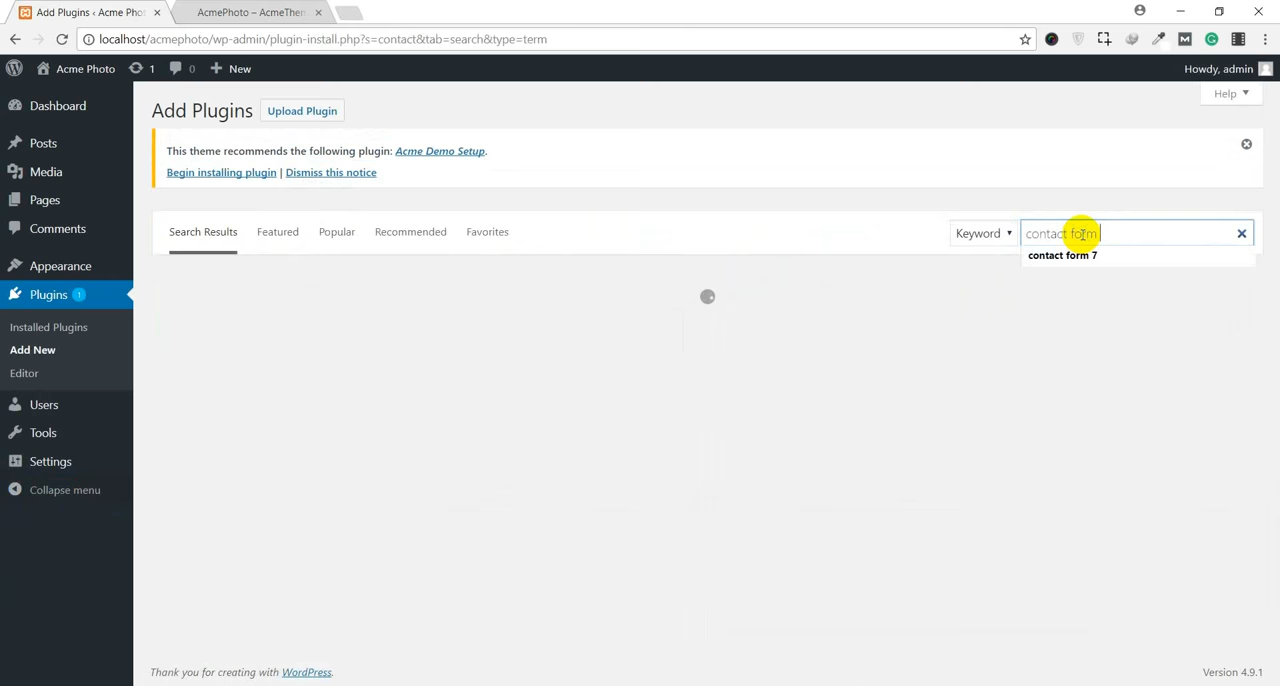 Add Plugins ‹ Acme Phot
AcmePhoto – AcmeThem
localhost/acmephoto/wp-admin/plugin-install.php?s=contact&tab=search&type=term
Acme Photo
1
0
New
Howdy, admin
Dashboard
Posts
Media
Pages
Comments
Appearance
Plugins 1
Installed Plugins
Add New
Editor
Users
Tools
Settings
Collapse menu
Help
Add Plugins Upload Plugin
This theme recommends the following plugin: Acme Demo Setup.
Begin installing plugin | Dismiss this notice
Search Results Featured Popular Recommended Favorites Keyword contact form
contact form 7
Thank you for creating with WordPress. Version 4.9.1